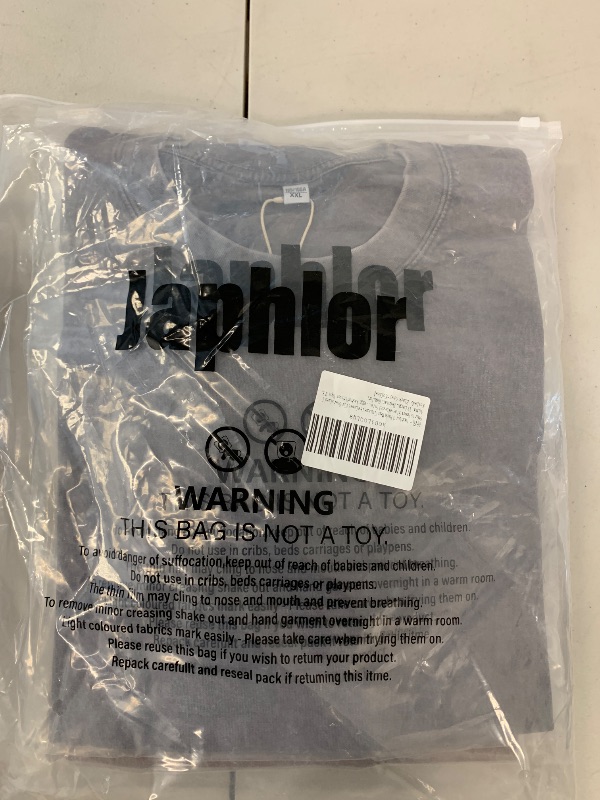 XXL
Japhlor
WARNING
THIS BAG IS NOT A TOY.
To avoid danger of suffocation,keep out of reach of babies and children.
Do not use in cribs, beds carriages or playpens.
The thin film may cling to nose and mouth and prevent breathing.
To remove minor creasing shake out and hand garment overnight in a warm room.
Light coloured fabrics mark easily - Please take care when trying them on.
Please reuse this bag if you wish to return your product.
Repack carefullt and reseal pack if retuming this itme.